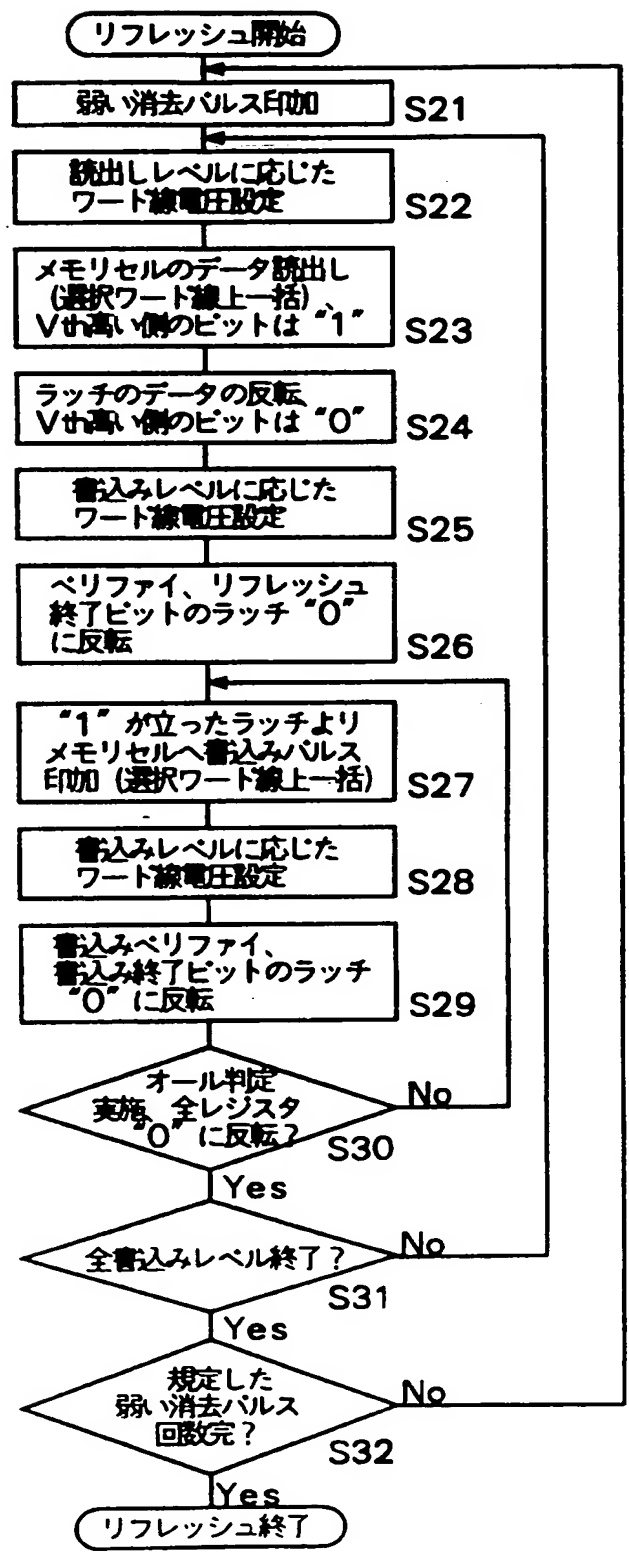 リフレッシュ開始
弱い消去パルス印加
S21
読出しレベルに応じた
ワード線電圧設定
S22
メモリセルのデータ読出し
(選択ワード線上一括)、
Vth高い側のビットは “1”
S23
ラッチのデータの反転、
Vth高い側のビットは “0”
S24
書込みレベルに応じた
ワード線電圧設定
S25
ベリファイ、リフレッシュ
終了ビットのラッチ “0”
に反転
S26
“1” が立ったラッチより
メモリセルへ書込みパルス
印加 (選択ワード線上一括)
S27
書込みレベルに応じた
ワード線電圧設定
S28
書込みベリファイ、
書込み終了ビットのラッチ
“0” に反転
S29
オール判定
実施、全レジスタ
“0” に反転?
No
S30
Yes
全書込みレベル終了?
No
S31
Yes
規定した
弱い消去パルス
回数完?
No
S32
Yes
リフレッシュ終了